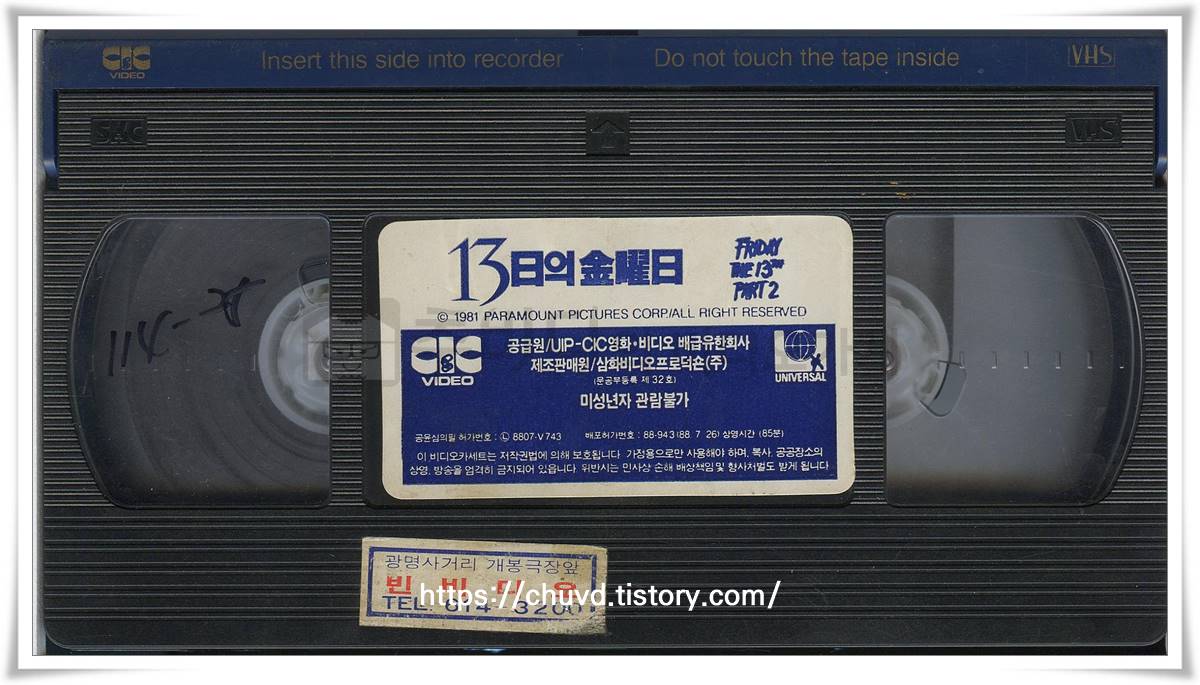 CIC VIDEO
Insert this side into recorder
Do not touch the tape inside
VHS
SKC
VHS
114-
13日의 金曜日
FRIDAY
THE 13TH
PART 2
© 1981 PARAMOUNT PICTURES CORP/ALL RIGHT RESERVED
CIC VIDEO
공급원/UIP-CIC영화·비디오 배급유한회사
제조판매원/삼화비디오프로덕숀(주)
(문공부등록 제 32호)
미성년자 관람불가
UNIVERSAL
공윤심의필 허가번호 : Ⓛ 8807-V743
배포허가번호 : 88-943(88. 7. 26) 상영시간 (85분)
이 비디오카세트는 저작권법에 의해 보호됩니다. 가정용으로만 사용해야 하며, 복사, 공공장소의
상영, 방송을 엄격히 금지되어 있읍니다. 위반시는 민사상 손해 배상책임 및 형사처벌도 받게 됩니다.
광명사거리 개봉극장앞
빈 비디오
TEL. 814-3200
https://chuvd.tistory.com/